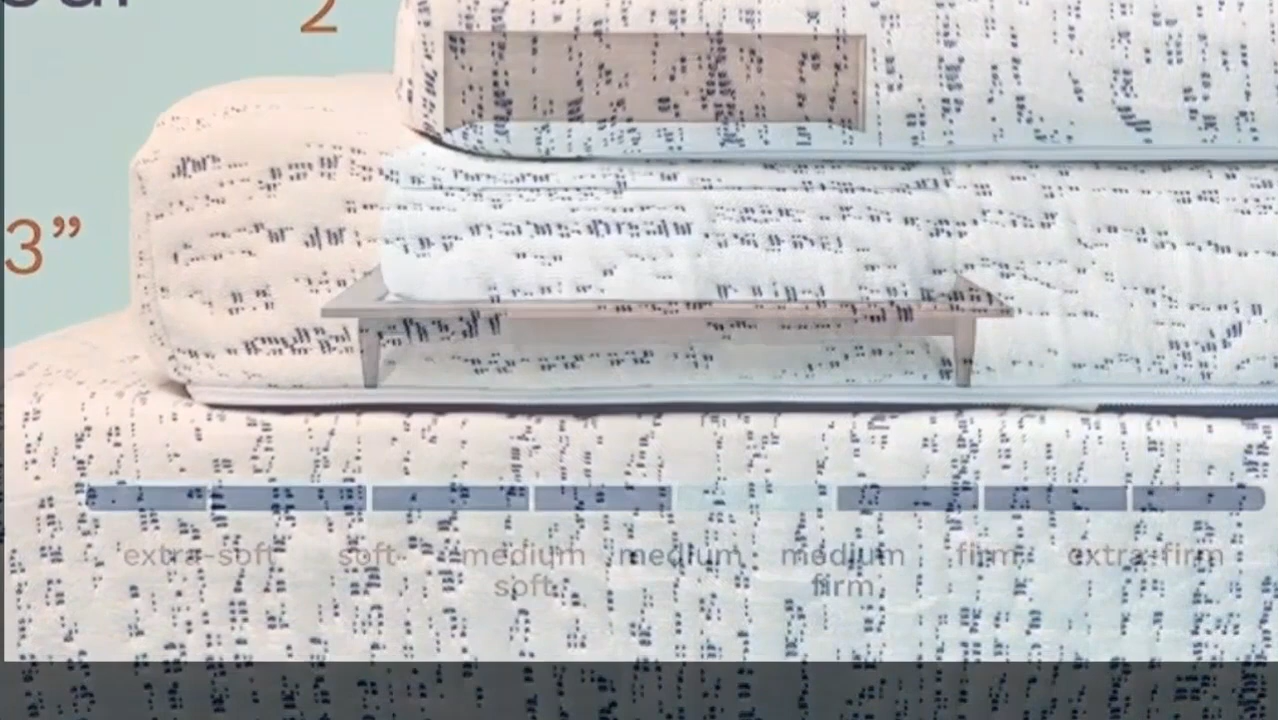 2
3”
extra-soft soft medium medium medium firm extra-firm
soft firm